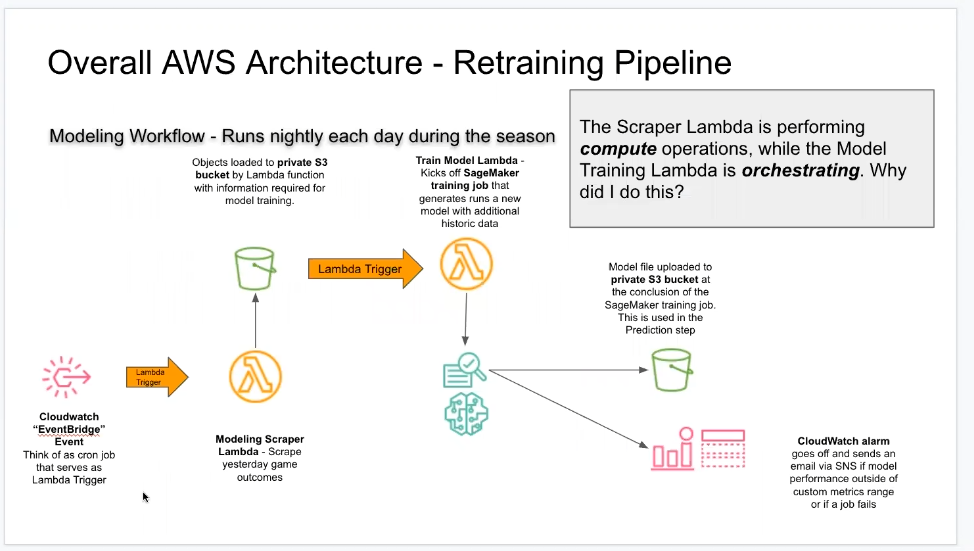 Overall AWS Architecture - Retraining Pipeline
Modeling Workflow - Runs nightly each day during the season
The Scraper Lambda is performing
compute operations, while the Model
Training Lambda is orchestrating. Why
did I do this?
Objects loaded to private S3
bucket by Lambda function
with information required for
model training.
Train Model Lambda -
Kicks off SageMaker
training job that
generates runs a new
model with additional
historic data
Lambda Trigger
Model file uploaded to
private S3 bucket at
the conclusion of the
SageMaker training job.
This is used in the
Prediction step
Lambda
Trigger
Cloudwatch
“EventBridge”
Event
Think of as cron job
that serves as
Lambda Trigger
Modeling Scraper
Lambda - Scrape
yesterday game
outcomes
CloudWatch alarm
goes off and sends an
email via SNS if model
performance outside of
custom metrics range
or if a job fails